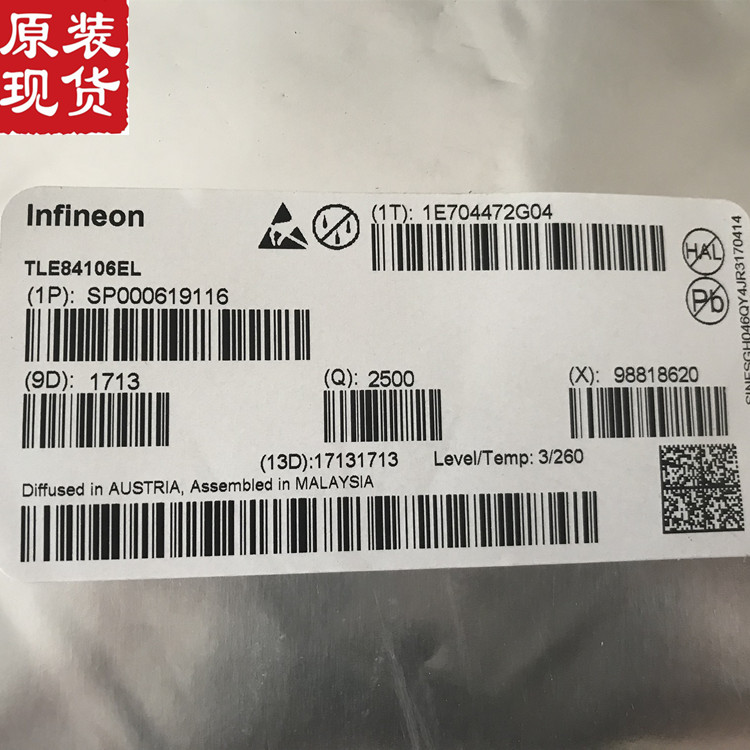 原装
现货
Infineon
(1T): 1E704472G04
TLE84106EL
(1P): SP000619116
HAL
Pb
(9D): 1713
(Q): 2500
(X): 98818620
(13D):17131713
Level/Temp: 3/260
Diffused in AUSTRIA, Assembled in MALAYSIA
SINESGH046QY4JR3170414